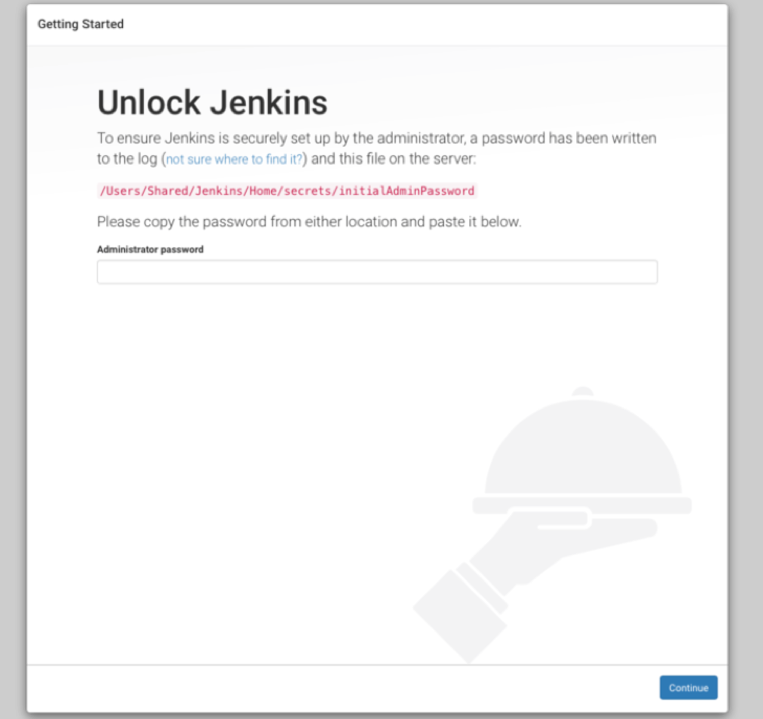 Getting Started
Unlock Jenkins
To ensure Jenkins is securely set up by the administrator, a password has been written
to the log (not sure where to find it?) and this file on the server:
/Users/Shared/Jenkins/Home/secrets/initialAdminPassword
Please copy the password from either location and paste it below.
Administrator password
Continue